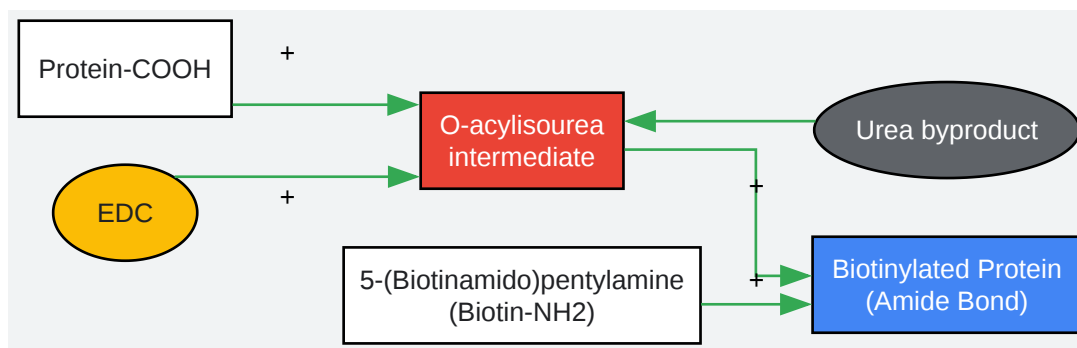 Protein-COOH
+
O-acylisourea
intermediate
Urea byproduct
EDC
+
+
5-(Biotinamido)pentylamine
(Biotin-NH2)
+
Biotinylated Protein
(Amide Bond)